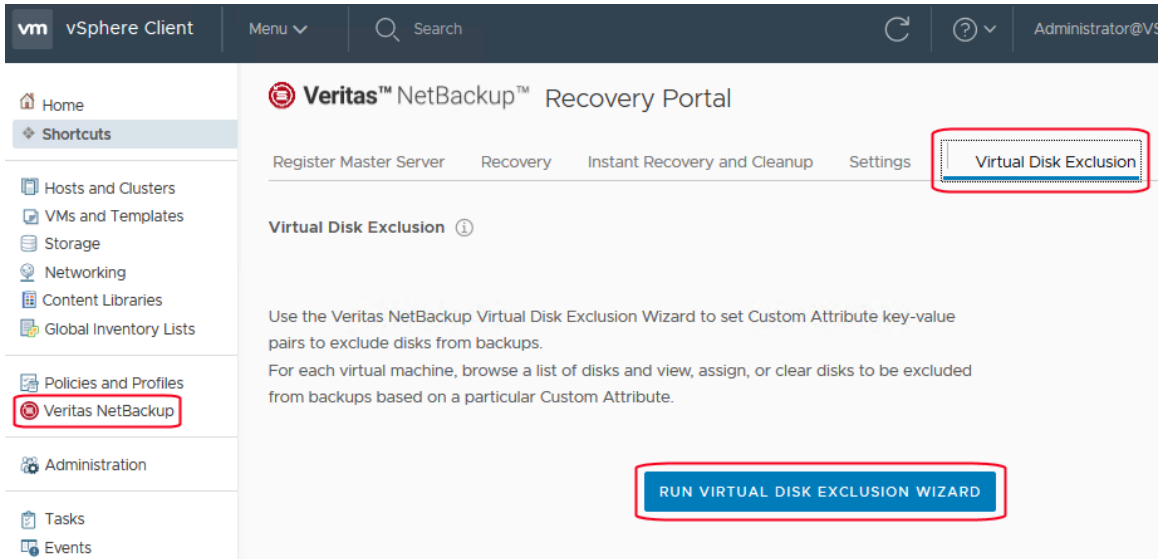 vm vSphere Client Menu Search Administrator@VS
Home
Shortcuts
Hosts and Clusters
VMs and Templates
Storage
Networking
Content Libraries
Global Inventory Lists
Policies and Profiles
Veritas NetBackup
Administration
Tasks
Events
Veritas™ NetBackup™ Recovery Portal
Register Master Server Recovery Instant Recovery and Cleanup Settings Virtual Disk Exclusion
Virtual Disk Exclusion
Use the Veritas NetBackup Virtual Disk Exclusion Wizard to set Custom Attribute key-value
pairs to exclude disks from backups.
For each virtual machine, browse a list of disks and view, assign, or clear disks to be excluded
from backups based on a particular Custom Attribute.
RUN VIRTUAL DISK EXCLUSION WIZARD